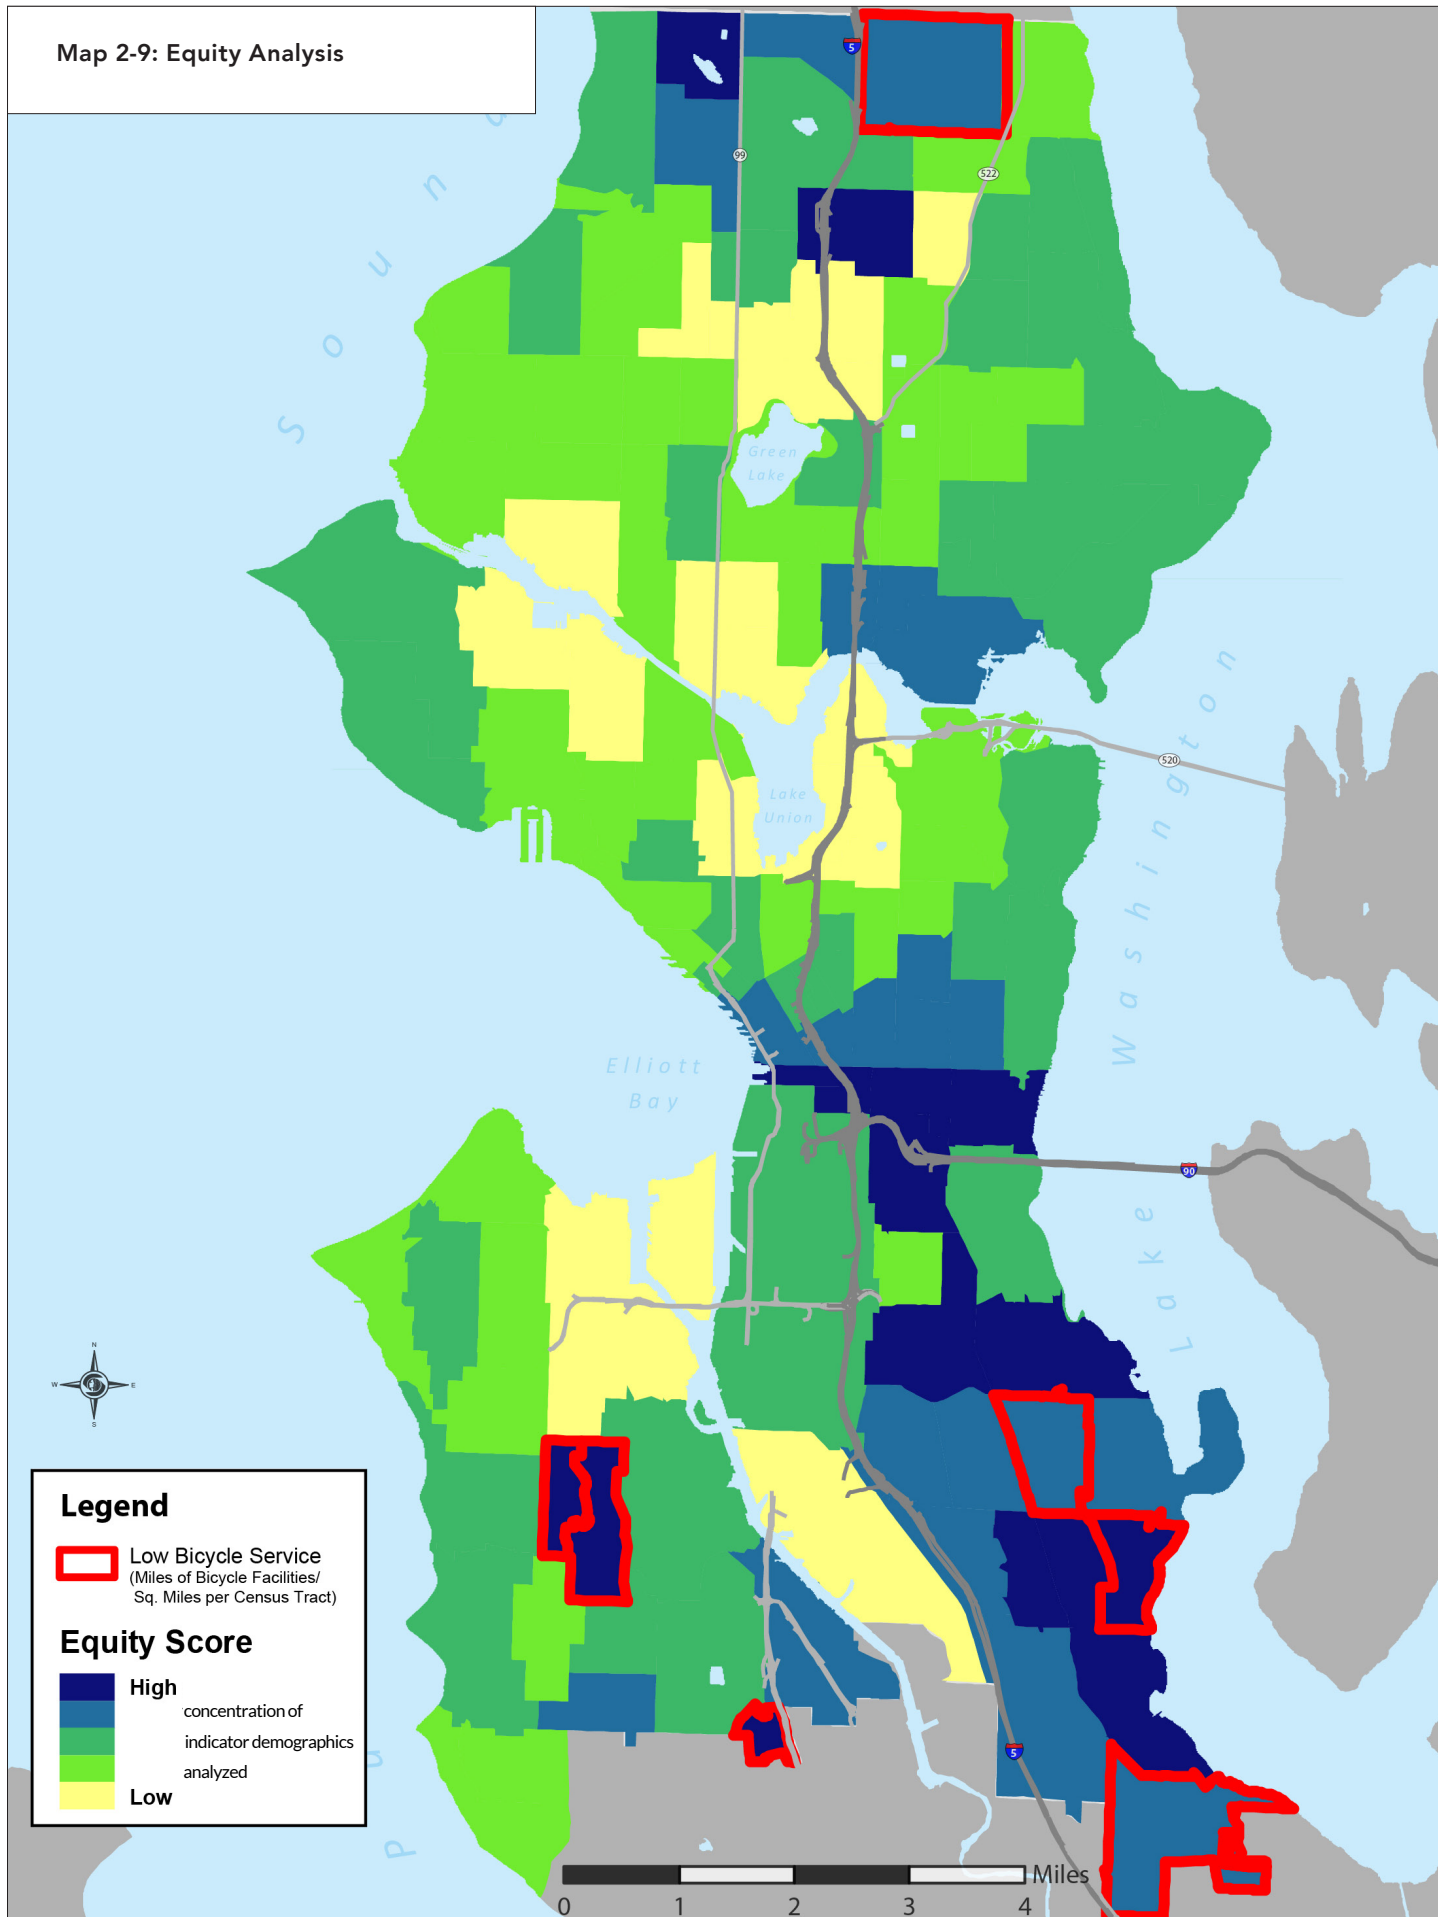 Map 2-9: Equity Analysis
5
99
522
Sound
Green
Lake
520
Lake
Union
Washington
Elliott
Bay
90
Lake
N
W
E
S
Legend
Low Bicycle Service
(Miles of Bicycle Facilities/
Sq. Miles per Census Tract)
Equity Score
High
concentration of
indicator demographics
analyzed
Low
5
P u
Miles
0 1 2 3 4